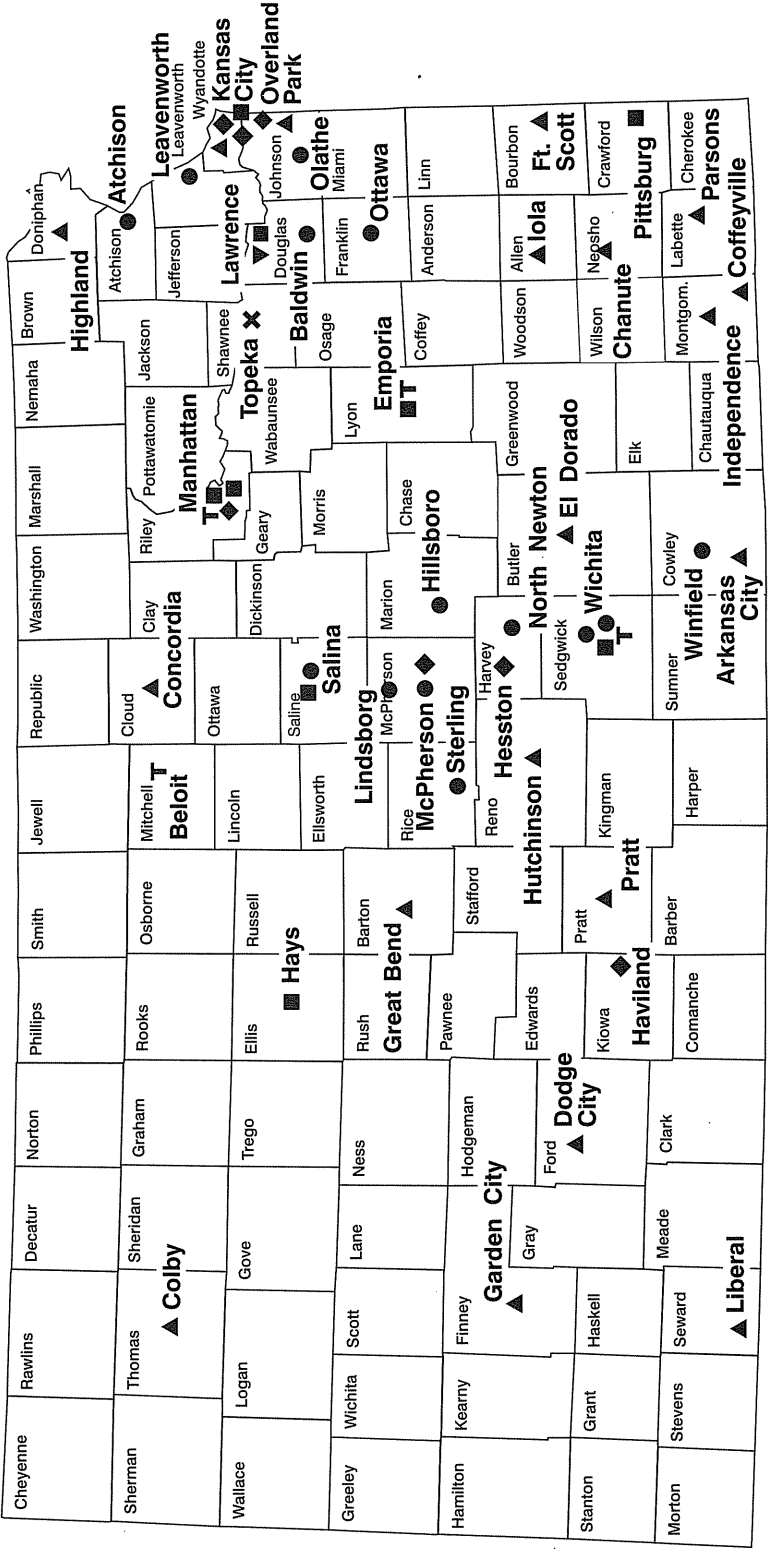 Cheyenne
Rawlins
Decatur
Norton
Phillips
Smith
Jewell
Republic
Washington
Marshall
Nemaha
Brown
Doniphan
Highland
Atchison
Atchison
Sherman
Thomas
Colby
Sheridan
Graham
Rooks
Osborne
Mitchell
Beloit
T
Cloud
Concordia
Clay
Riley
Pottawatomie
Manhattan
T
Jackson
Jefferson
Leavenworth
Leavenworth
Wyandotte
Kansas
City
Overland
Park
Wallace
Logan
Gove
Trego
Ellis
Hays
Russell
Lincoln
Ottawa
Saline
Salina
Dickinson
Geary
Wabaunsee
Shawnee
Topeka
Lawrence
Douglas
Baldwin
Johnson
Olathe
Greeley
Wichita
Scott
Lane
Ness
Rush
Great Bend
Barton
Ellsworth
Rice
Lindsborg
McPherson
McPherson
Sterling
Marion
Hillsboro
Morris
Chase
Lyon
Emporia
T
Osage
Coffey
Franklin
Ottawa
Miami
Anderson
Linn
Hamilton
Kearny
Finney
Garden City
Gray
Hodgeman
Pawnee
Edwards
Ford
Dodge
City
Stafford
Reno
Hutchinson
Hesston
Harvey
North Newton
Sedgwick
Wichita
T
Butler
El Dorado
Greenwood
Woodson
Allen
Iola
Bourbon
Ft.
Scott
Stanton
Grant
Haskell
Kiowa
Haviland
Pratt
Pratt
Kingman
Elk
Wilson
Chanute
Neosho
Crawford
Pittsburg
Morton
Stevens
Seward
Liberal
Meade
Clark
Comanche
Barber
Harper
Sumner
Winfield
Cowley
Arkansas
City
Chautauqua
Independence
Montgom.
Coffeyville
Labette
Parsons
Cherokee